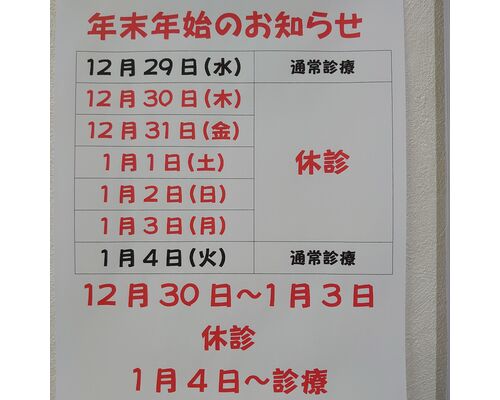 年末年始のお知らせ
12月29日(水) 通常診療
12月30日(木)
12月31日(金)
1月1日(土) 休診
1月2日(日)
1月3日(月)
1月4日(火) 通常診療
12月30日~1月3日
休診
1月4日~診療